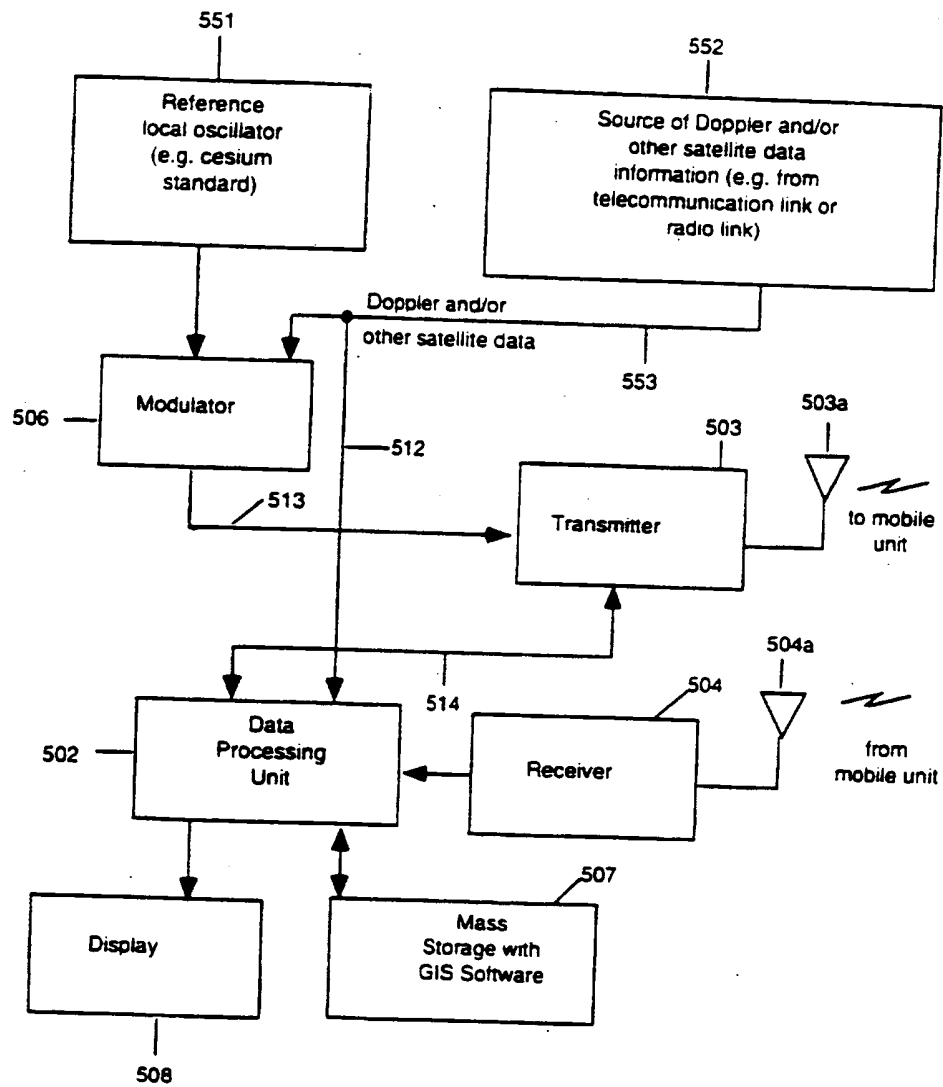 551
552
Reference
local oscillator
(e.g. cesium
standard)
Source of Doppler and/or
other satellite data
information (e.g. from
telecommunication link or
radio link)
Doppler and/or
other satellite data
553
506
Modulator
512
503
503a
513
Transmitter
to mobile
unit
514
504
504a
502
Data
Processing
Unit
Receiver
from
mobile unit
507
Display
Mass
Storage with
GIS Software
508